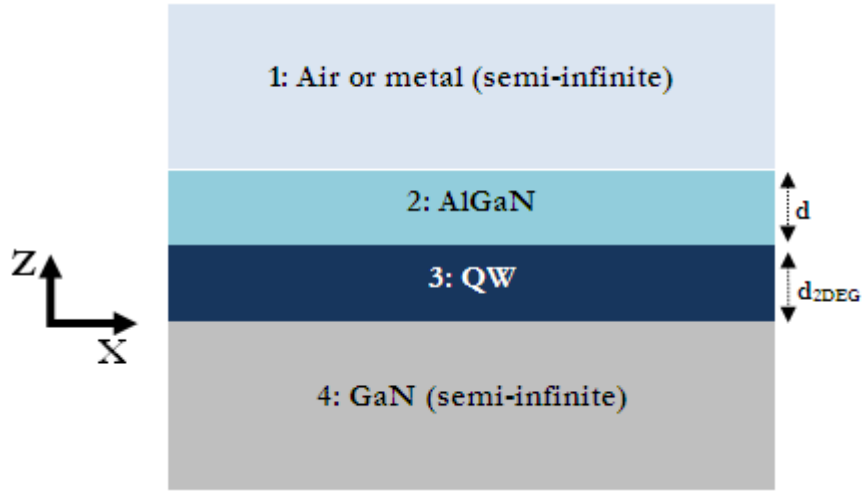 1: Air or metal (semi-infinite)
2: AlGaN
d
3: QW
d2DEG
Z
X
4: GaN (semi-infinite)